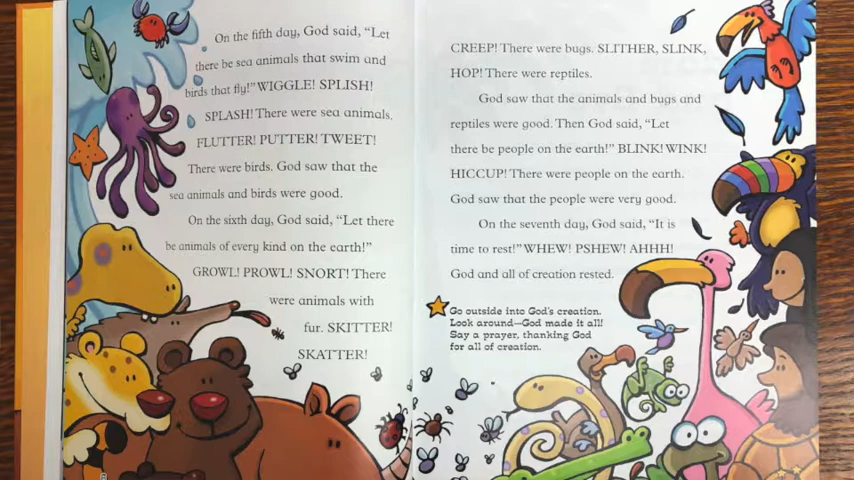 On the fifth day, God said, “Let
there be sea animals that swim and
birds that fly!” WIGGLE! SPLISH!
SPLASH! There were sea animals.
FLUTTER! PUTTER! TWEET!
There were birds. God saw that the
sea animals and birds were good.
On the sixth day, God said, “Let there
be animals of every kind on the earth!”
GROWL! PROWL! SNORT! There
were animals with
fur. SKITTER!
SKATTER!
CREEP! There were bugs. SLITHER, SLINK,
HOP! There were reptiles.
God saw that the animals and bugs and
reptiles were good. Then God said, “Let
there be people on the earth!” BLINK! WINK!
HICCUP! There were people on the earth.
God saw that the people were very good.
On the seventh day, God said, “It is
time to rest!” WHEW! PSHEW! AHHH!
God and all of creation rested.
Go outside into God’s creation.
Look around—God made it all!
Say a prayer, thanking God
for all of creation.